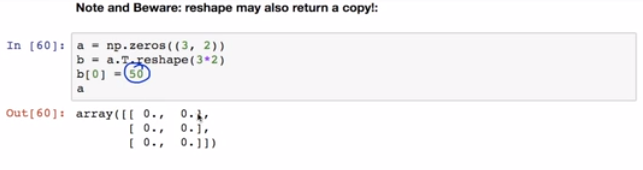 Note and Beware: reshape may also return a copy!:
In [60]: a = np.zeros((3, 2))
b = a.T.reshape(3*2)
b[0] = 50
a
Out[60]: array([[ 0., 0.],
[ 0., 0.],
[ 0., 0.]])